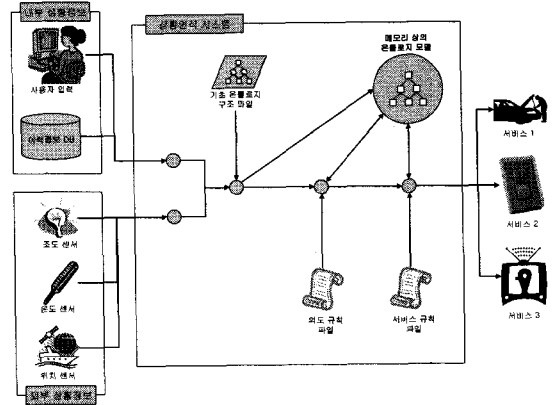 내부 상황정보
사용자 입력
이력정보 DB
조도 센서
온도 센서
위치 센서
외부 상황정보
상황인식 시스템
기초 온톨로지
구조 파일
메모리 상의
온톨로지 모델
의도 규칙
파일
서비스 규칙
파일
서비스 1
서비스 2
서비스 3